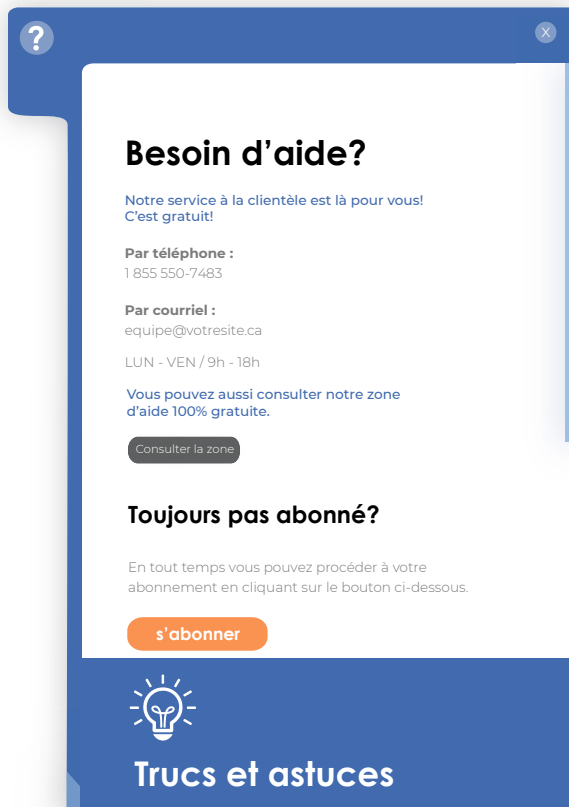 ?
X
Besoin d’aide?
Notre service à la clientèle est là pour vous!
C’est gratuit!
Par téléphone :
1 855 550-7483
Par courriel :
equipe@votresite.ca
LUN - VEN / 9h - 18h
Vous pouvez aussi consulter notre zone
d’aide 100% gratuite.
Consulter la zone
Toujours pas abonné?
En tout temps vous pouvez procéder à votre
abonnement en cliquant sur le bouton ci-dessous.
s’abonner
Trucs et astuces